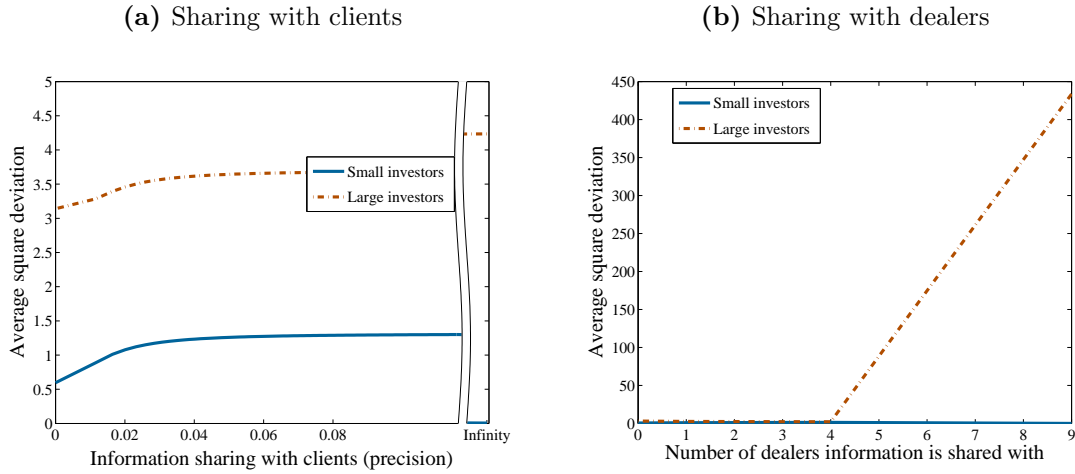 (a) Sharing with clients
5
4.5
4
3.5
3
2.5
2
1.5
1
0.5
0
Average square deviation
Small investors
Large investors
0 0.02 0.04 0.06 0.08 Infinity
Information sharing with clients (precision)
(b) Sharing with dealers
450
400
350
300
250
200
150
100
50
0
Average square deviation
Small investors
Large investors
0 1 2 3 4 5 6 7 8 9
Number of dealers information is shared with